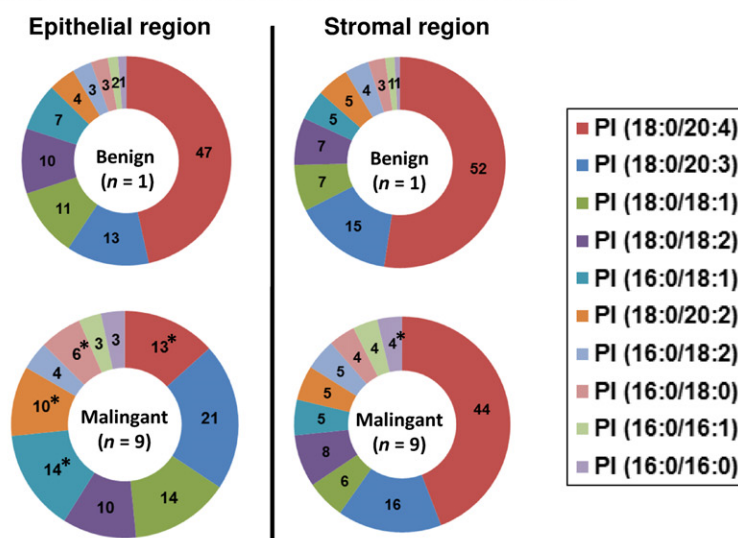 Epithelial region
Stromal region
47
13
11
10
7
4
3
3
2
1
Benign
(n = 1)
52
15
7
7
5
5
4
3
1
1
Benign
(n = 1)
13*
21
14
10
14*
10*
4
6*
3
3
Malingant
(n = 9)
44
16
6
8
5
5
5
4
4
4*
Malingant
(n = 9)
PI (18:0/20:4)
PI (18:0/20:3)
PI (18:0/18:1)
PI (18:0/18:2)
PI (16:0/18:1)
PI (18:0/20:2)
PI (16:0/18:2)
PI (16:0/18:0)
PI (16:0/16:1)
PI (16:0/16:0)